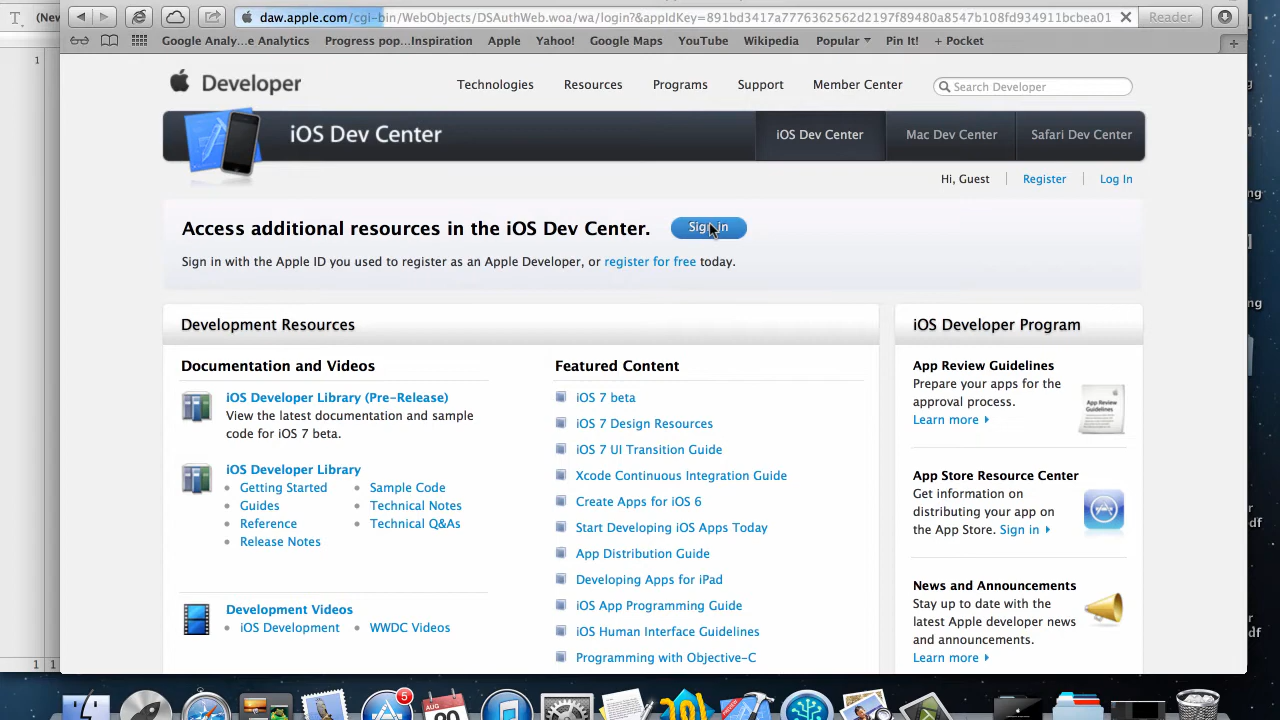 daw.apple.com/cgi-bin/WebObjects/DSAuthWeb.woa/wa/login?&appIdKey=891bd3417a7776362562d2197f89480a8547b108fd934911bcbea01
Reader
Google Analy...e Analytics
Progress pop...Inspiration
Apple
Yahoo!
Google Maps
YouTube
Wikipedia
Popular
Pin It!
+ Pocket
Developer
Technologies
Resources
Programs
Support
Member Center
Search Developer
iOS Dev Center
iOS Dev Center
Mac Dev Center
Safari Dev Center
Hi, Guest
Register
Log In
Access additional resources in the iOS Dev Center.
Sign in
Sign in with the Apple ID you used to register as an Apple Developer, or register for free today.
Development Resources
Documentation and Videos
iOS Developer Library (Pre-Release)
View the latest documentation and sample
code for iOS 7 beta.
iOS Developer Library
Getting Started
Sample Code
Guides
Technical Notes
Reference
Technical Q&As
Release Notes
Development Videos
iOS Development
WWDC Videos
Featured Content
iOS 7 beta
iOS 7 Design Resources
iOS 7 UI Transition Guide
Xcode Continuous Integration Guide
Create Apps for iOS 6
Start Developing iOS Apps Today
App Distribution Guide
Developing Apps for iPad
iOS App Programming Guide
iOS Human Interface Guidelines
Programming with Objective-C
iOS Developer Program
App Review Guidelines
Prepare your apps for the
approval process.
Learn more
App Review
Guidelines
App Store Resource Center
Get information on
distributing your app on
the App Store. Sign in
News and Announcements
Stay up to date with the
latest Apple developer news
and announcements.
Learn more
1
1
1
5
AUG